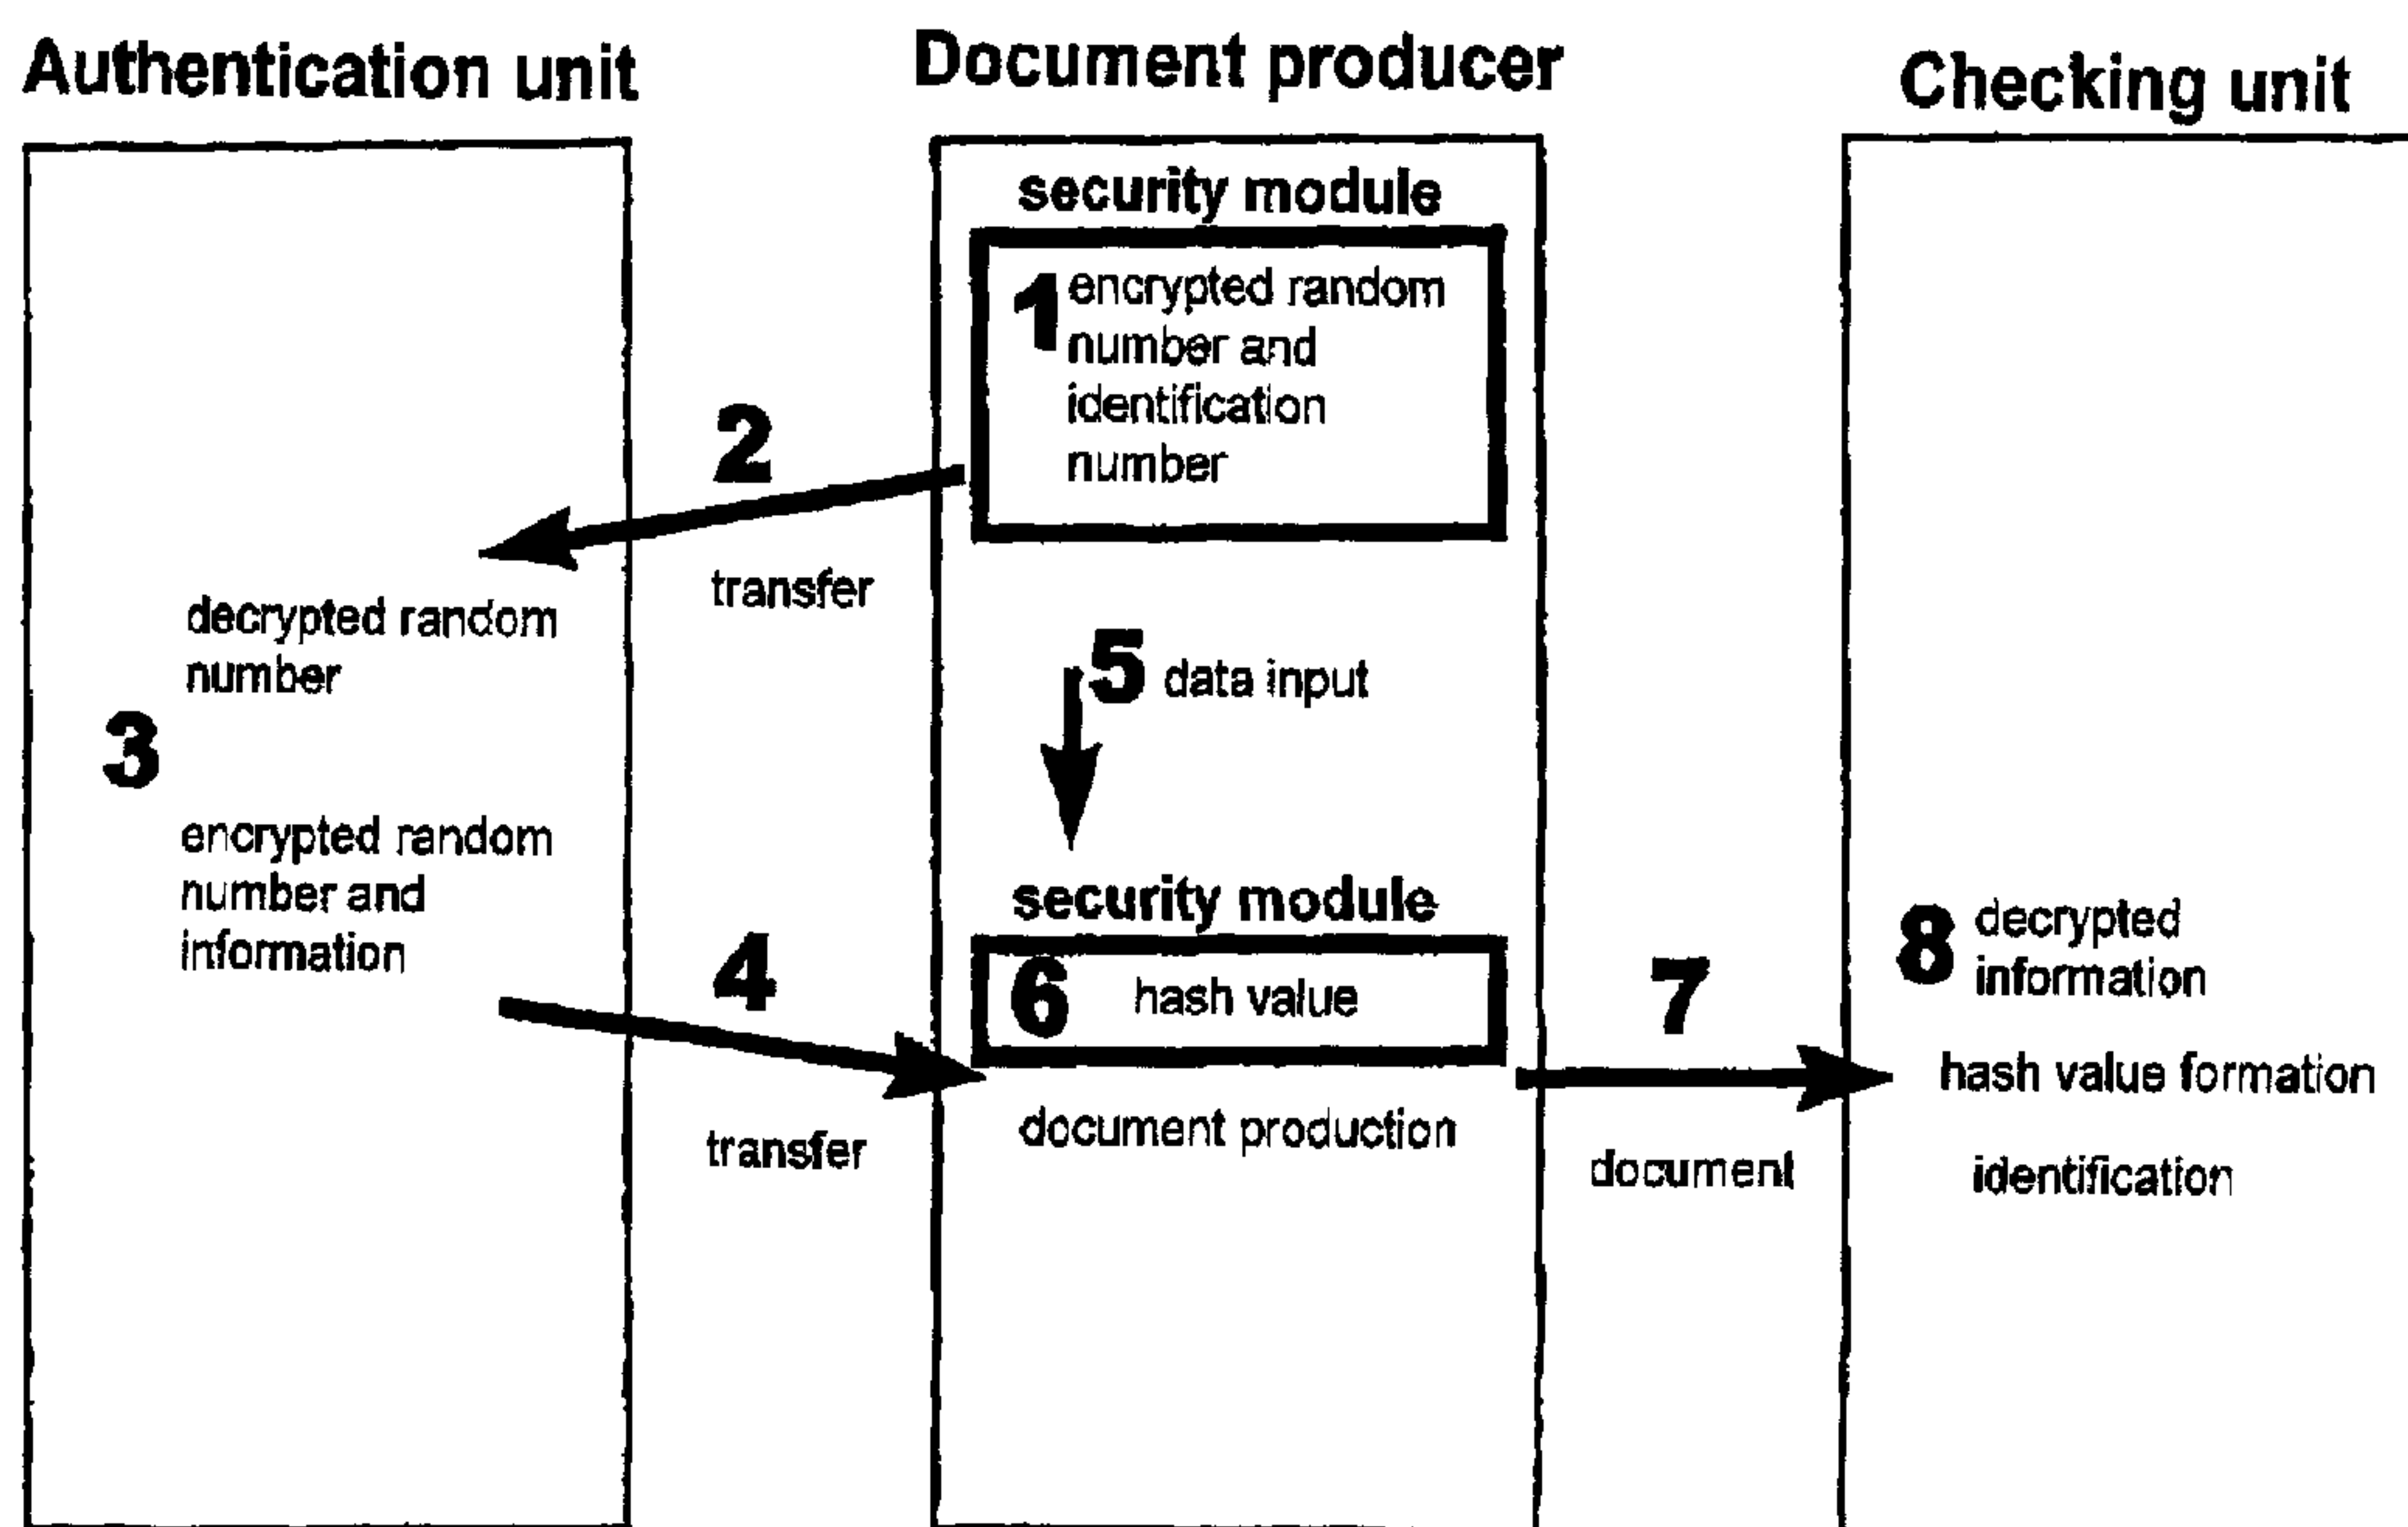 Authentication unit
Document producer
Checking unit
security module
1
encrypted random
number and
identification
number
2
transfer
decrypted random
number
3
encrypted random
number and
information
4
transfer
5 data input
security module
6 hash value
document production
7
document
8
decrypted
information
hash value formation
identification